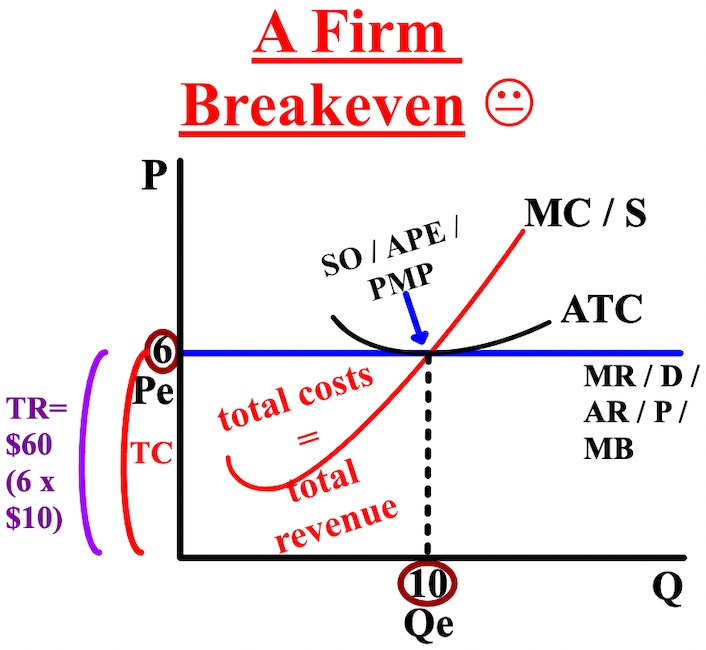 A Firm
Breakeven 😐
P
MC / S
SO / APE /
PMP
ATC
6
Pe
MR / D /
AR / P /
MB
total costs
=
total
revenue
TR=
$60
(6 x
$10)
TC
10
Qe
Q